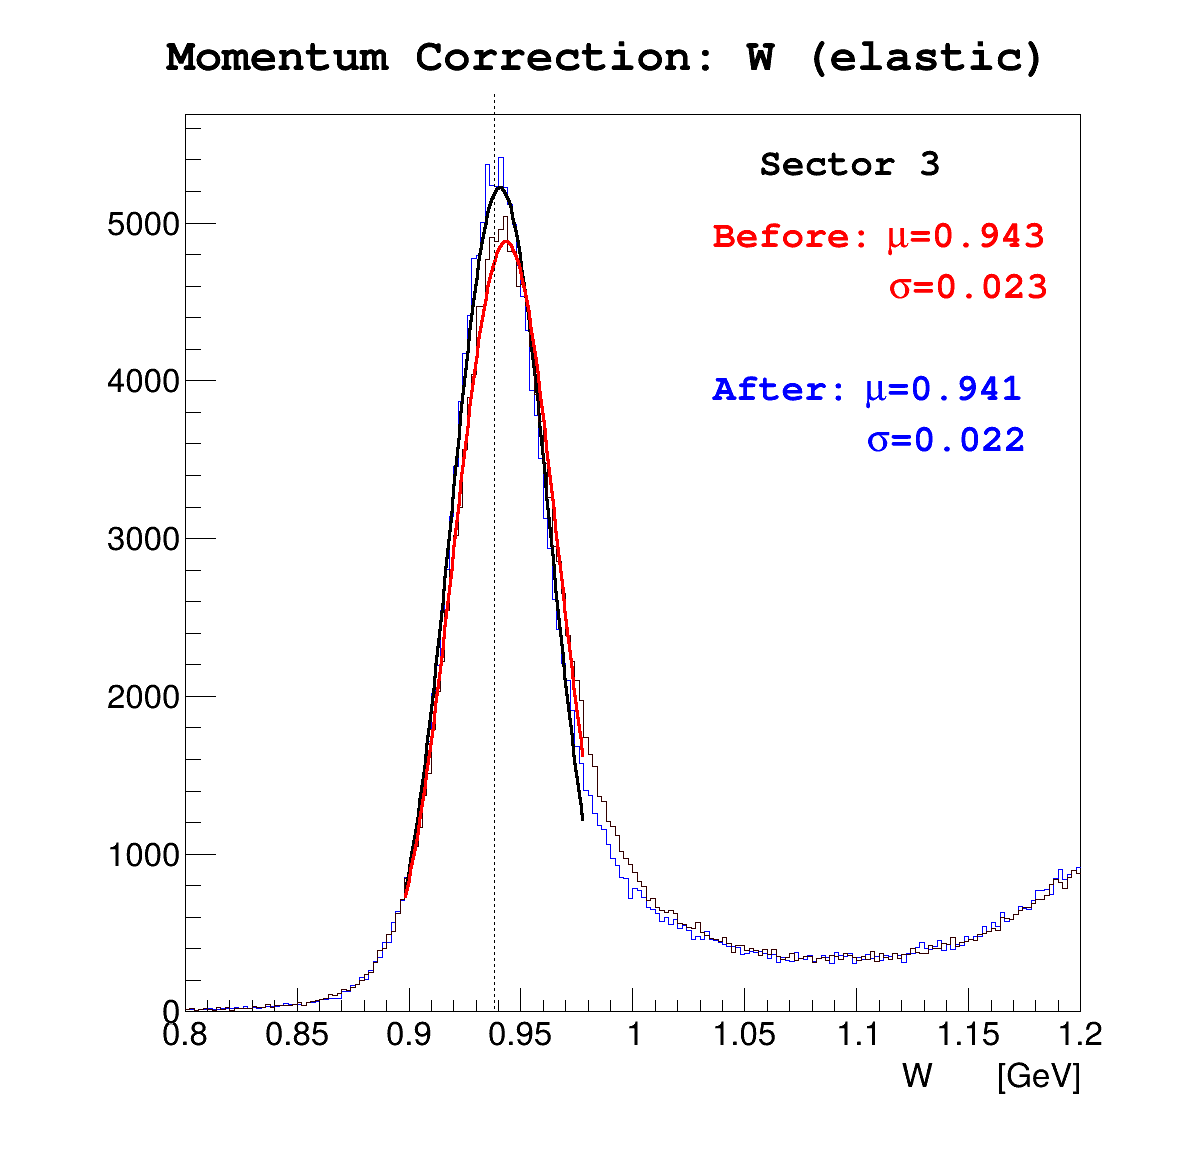 Momentum Correction: W (elastic)
Sector 3
Before: μ=0.943
σ=0.023
After: μ=0.941
σ=0.022
5000
4000
3000
2000
1000
0
0.8 0.85 0.9 0.95 1 1.05 1.1 1.15 1.2
W [GeV]